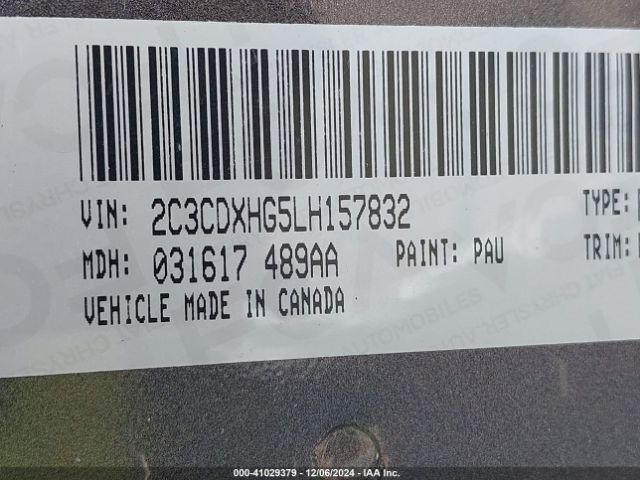 VIN: 2C3CDXHG5LH157832 TYPE:
MDH: 031617 489AA PAINT: PAU TRIM:
VEHICLE MADE IN CANADA
000-41029379 | 12/06/2024 - IAA Inc.